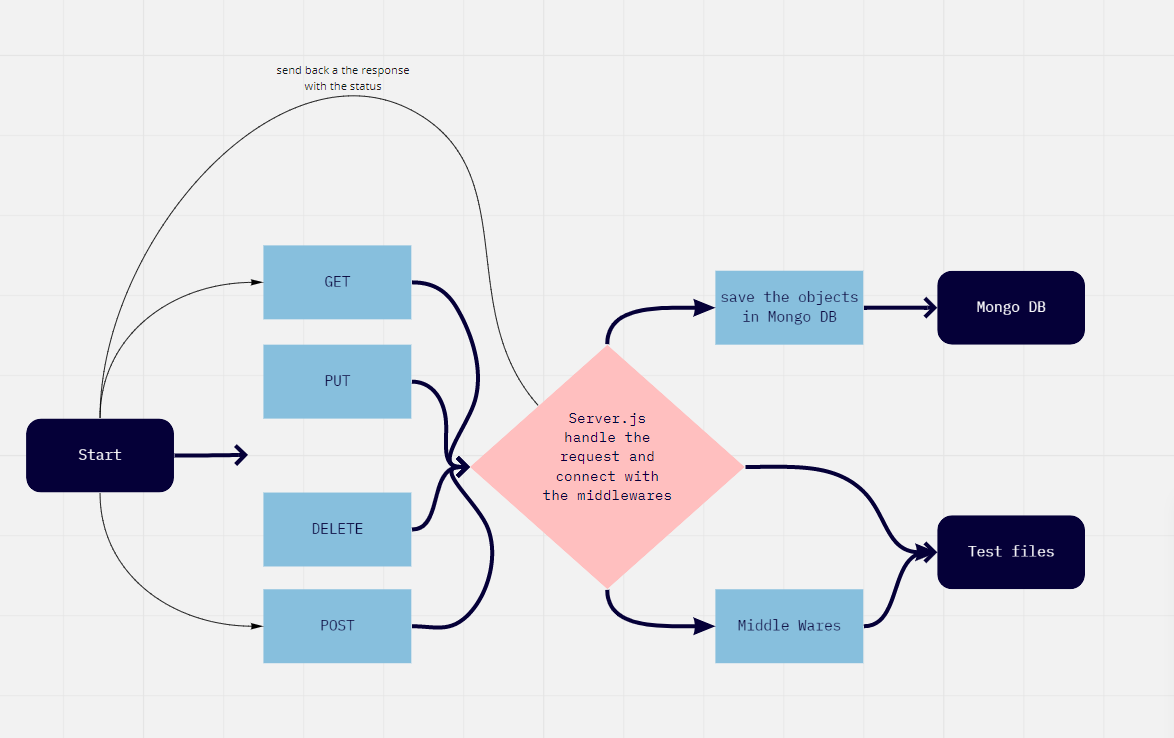 send back a the response
with the status
GET
PUT
Start
DELETE
POST
Server.js
handle the
request and
connect with
the middlewares
save the objects
in Mongo DB
Mongo DB
Test files
Middle Wares